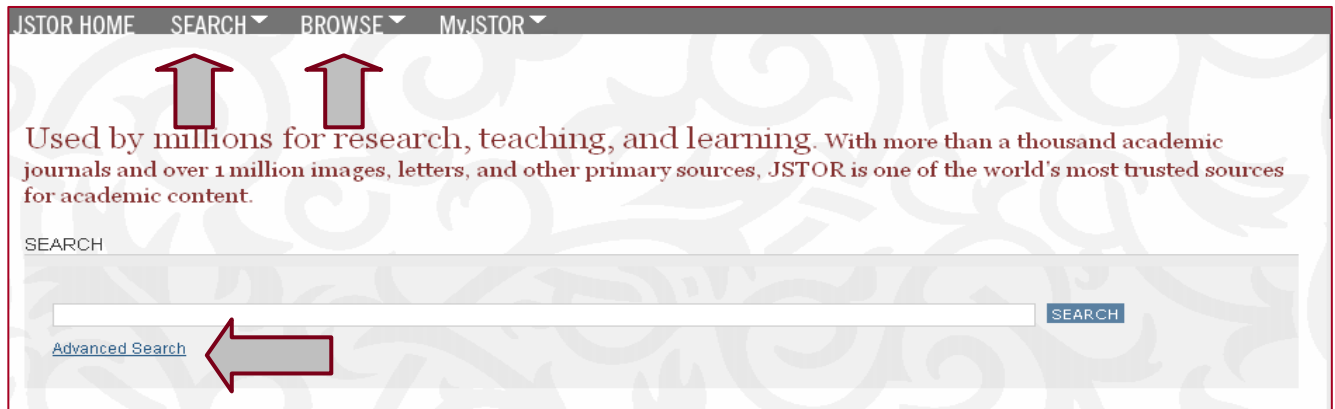 JSTOR HOME SEARCH BROWSE MyJSTOR
Used by millions for research, teaching, and learning. With more than a thousand academic
journals and over 1 million images, letters, and other primary sources, JSTOR is one of the world's most trusted sources
for academic content.
SEARCH
SEARCH
Advanced Search